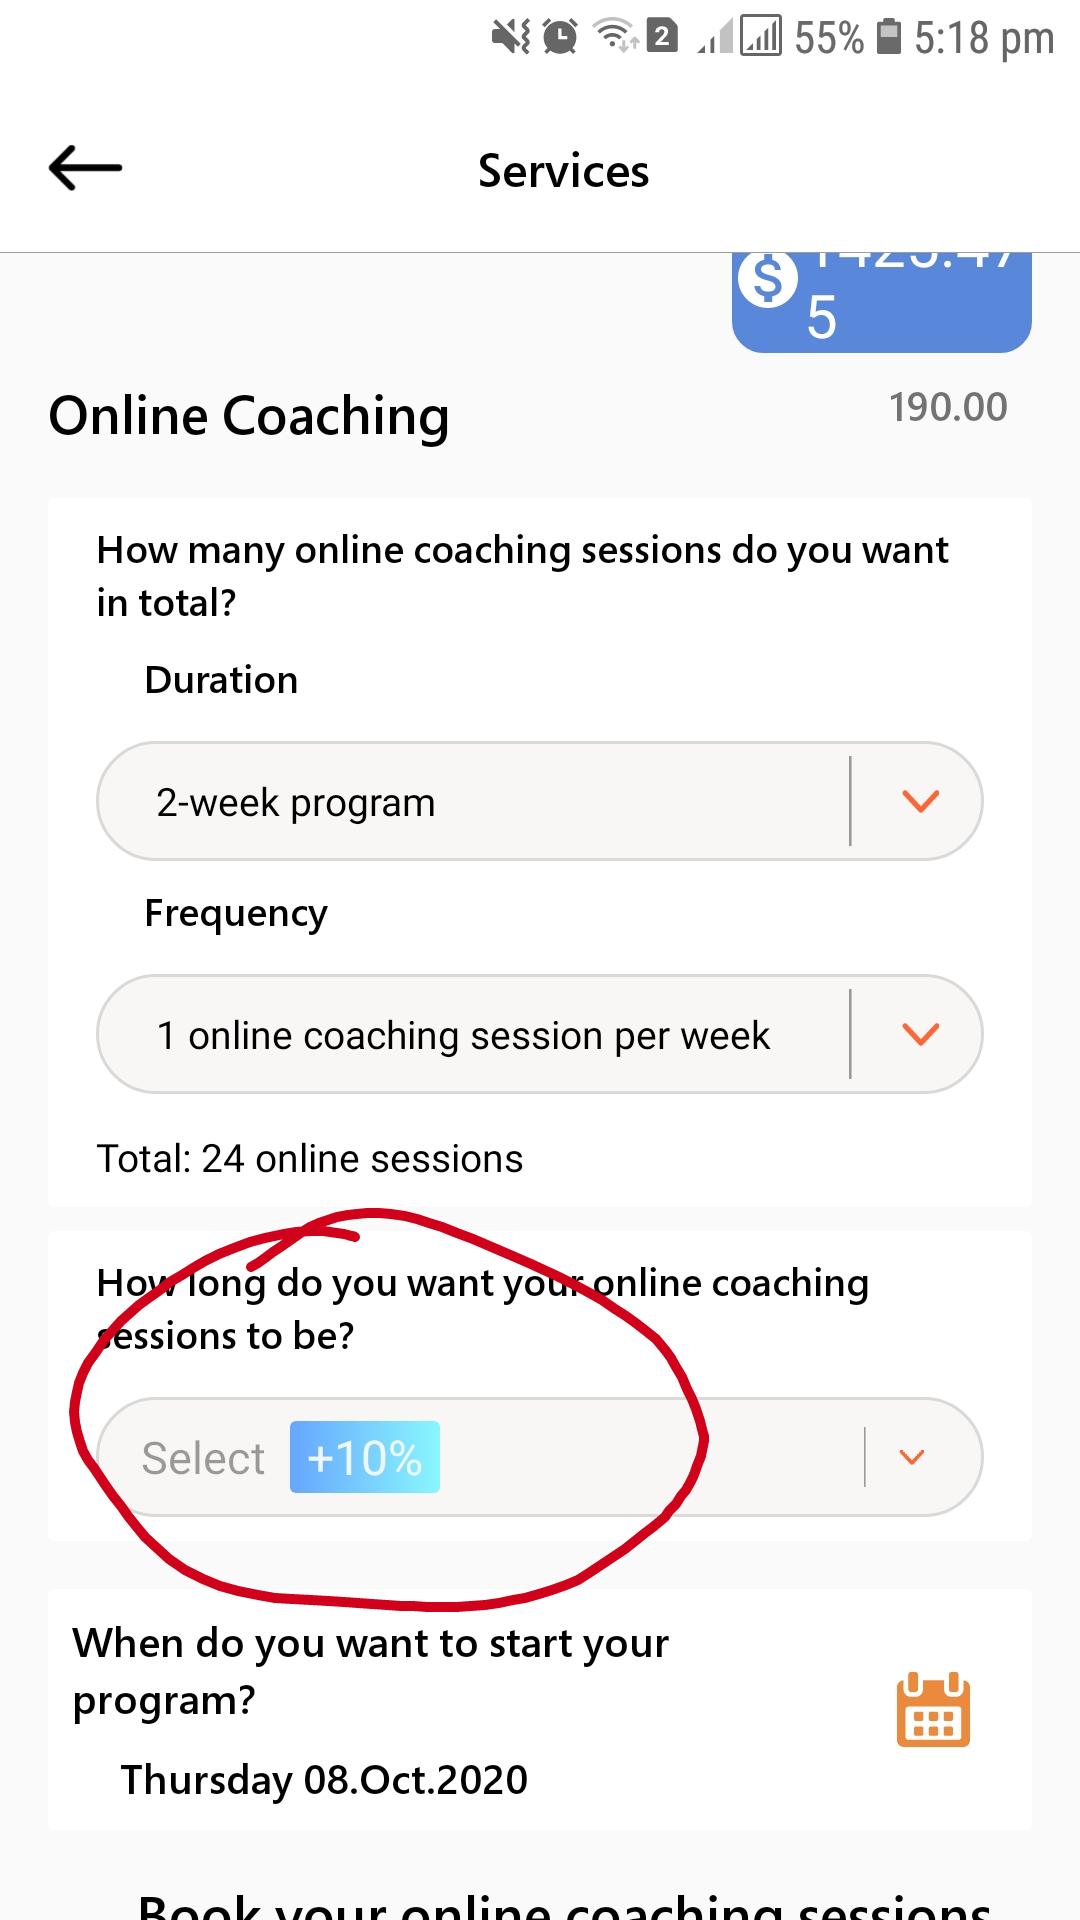 2 55% 5:18 pm
Services
5
Online Coaching 190.00
How many online coaching sessions do you want
in total?
Duration
2-week program
Frequency
1 online coaching session per week
Total: 24 online sessions
How long do you want your online coaching
sessions to be?
Select +10%
When do you want to start your
program?
Thursday 08.Oct.2020
Book your online coaching sessions